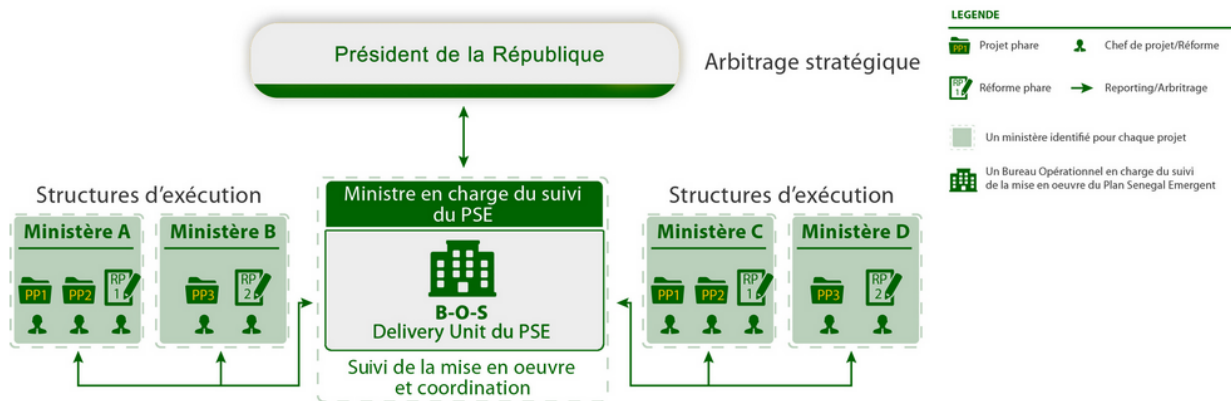 Président de la République
Arbitrage stratégique
LEGENDE
PP1
Projet phare
Chef de projet/Réforme
RP
1
Réforme phare
Reporting/Arbitrage
Un ministère identifié pour chaque projet
Un Bureau Opérationnel en charge du suivi
de la mise en oeuvre du Plan Senegal Emergent
Structures d'exécution
Ministère A
PP1
PP2
RP
1
Ministère B
PP3
RP
2
Ministre en charge du suivi
du PSE
B-O-S
Delivery Unit du PSE
Suivi de la mise en oeuvre
et coordination
Structures d'exécution
Ministère C
PP1
PP2
RP
1
Ministère D
PP3
RP
2